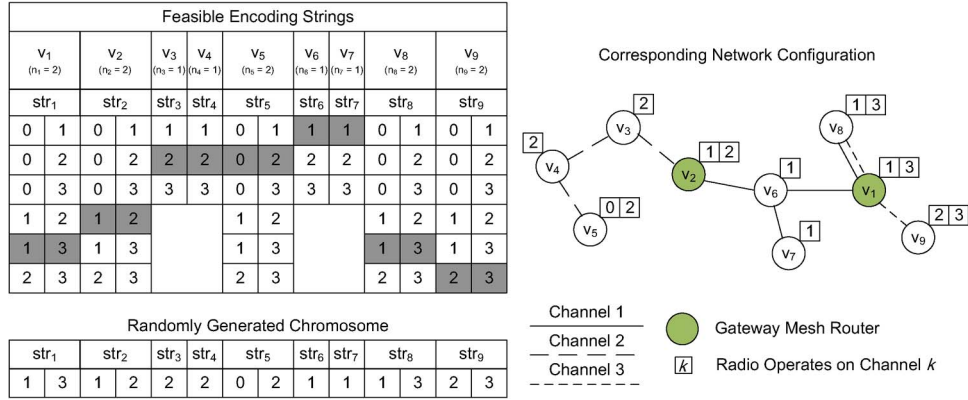 Feasible Encoding Strings
v1 v2 v3 v4 v5 v6 v7 v8 v9
(n1 = 2) (n2 = 2) (n3 = 1) (n4 = 1) (n5 = 2) (n6 = 1) (n7 = 1) (n8 = 2) (n9 = 2)
str1 str2 str3 str4 str5 str6 str7 str8 str9
0 1 0 1 1 1 0 1 1 1 0 1 0 1
0 2 0 2 2 2 0 2 2 2 0 2 0 2
0 3 0 3 3 3 0 3 3 3 0 3 0 3
1 2 1 2 1 2 1 2 1 2
1 3 1 3 1 3 1 3 1 3
2 3 2 3 2 3 2 3 2 3
Randomly Generated Chromosome
str1 str2 str3 str4 str5 str6 str7 str8 str9
1 3 1 2 2 2 0 2 1 1 1 3 2 3
Corresponding Network Configuration
2
v3
1 3
v8
2
v4
1 2
v2
1
v6
1 3
v1
0 2
v5
1
v7
2 3
v9
Channel 1
Channel 2
Channel 3
Gateway Mesh Router
k Radio Operates on Channel k